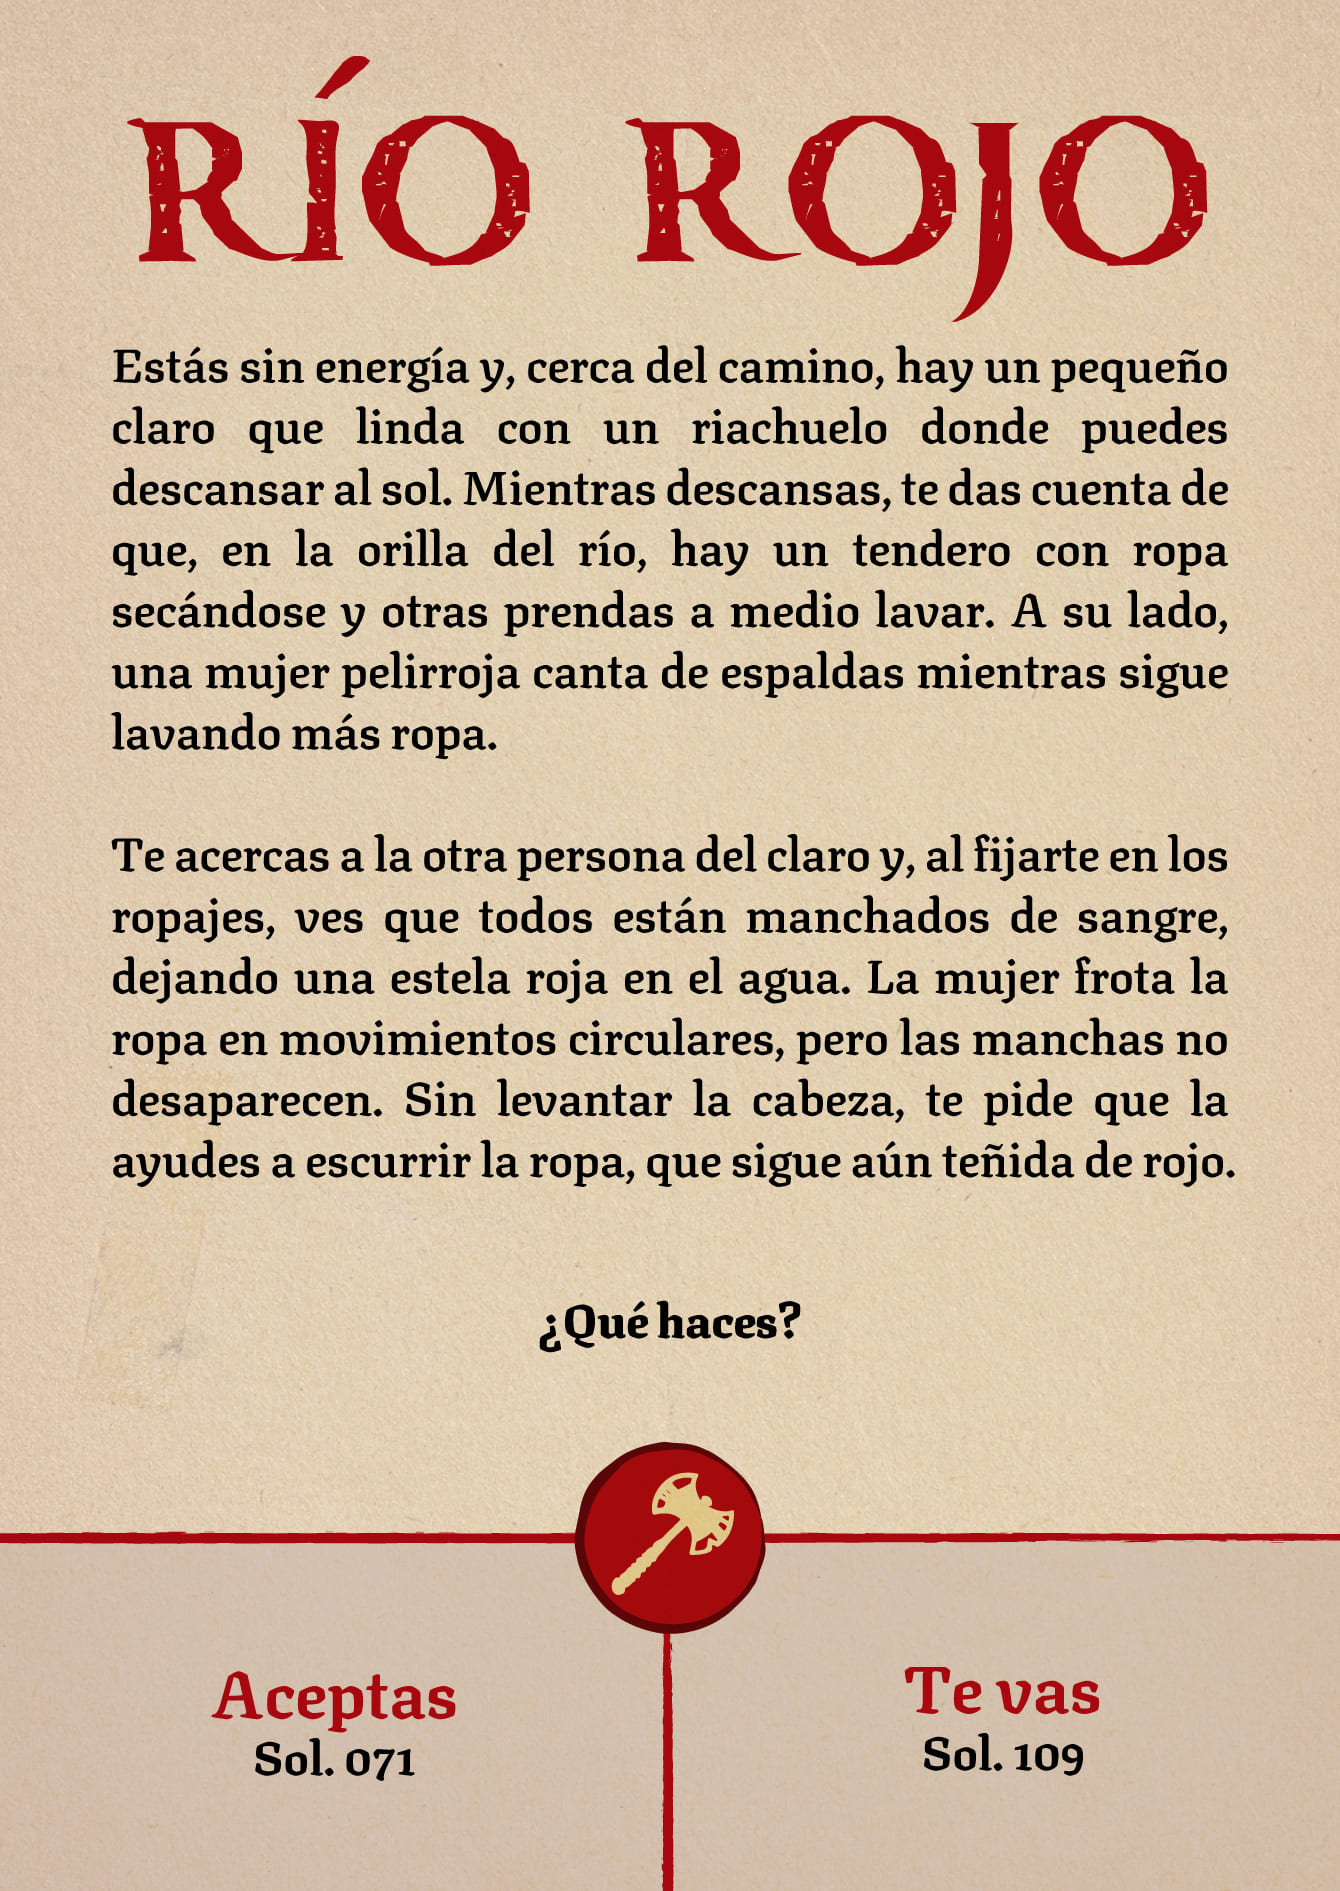 RÍO ROJO
Estás sin energía y, cerca del camino, hay un pequeño
claro que linda con un riachuelo donde puedes
descansar al sol. Mientras descansas, te das cuenta de
que, en la orilla del río, hay un tendero con ropa
secándose y otras prendas a medio lavar. A su lado,
una mujer pelirroja canta de espaldas mientras sigue
lavando más ropa.
Te acercas a la otra persona del claro y, al fijarte en los
ropajes, ves que todos están manchados de sangre,
dejando una estela roja en el agua. La mujer frota la
ropa en movimientos circulares, pero las manchas no
desaparecen. Sin levantar la cabeza, te pide que la
ayudes a escurrir la ropa, que sigue aún teñida de rojo.
¿Qué haces?
Aceptas
Sol. 071
Te vas
Sol. 109